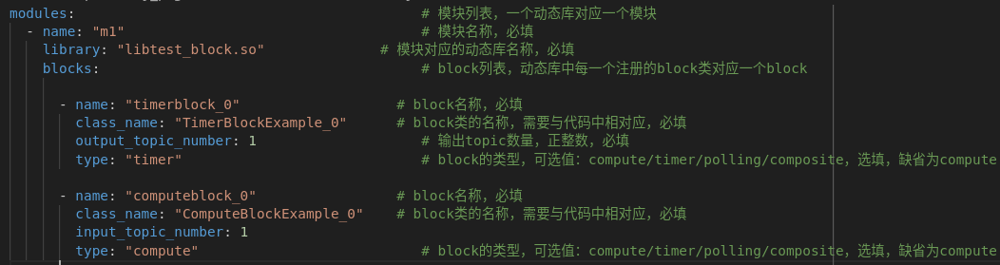 modules: # 模块列表，一个动态库对应一个模块
- name: "m1" # 模块名称，必填
library: "libtest_block.so" # 模块对应的动态库名称，必填
blocks: # block列表，动态库中每一个注册的block类对应一个block
- name: "timerblock_0" # block名称，必填
class_name: "TimerBlockExample_0" # block类的名称，需要与代码中相对应，必填
output_topic_number: 1 # 输出topic数量，正整数，必填
type: "timer" # block的类型，可选值：compute/timer/polling/composite，选填，缺省为compute
- name: "computeblock_0" # block名称，必填
class_name: "ComputeBlockExample_0" # block类的名称，需要与代码中相对应，必填
input_topic_number: 1
type: "compute" # block的类型，可选值：compute/timer/polling/composite，选填，缺省为compute